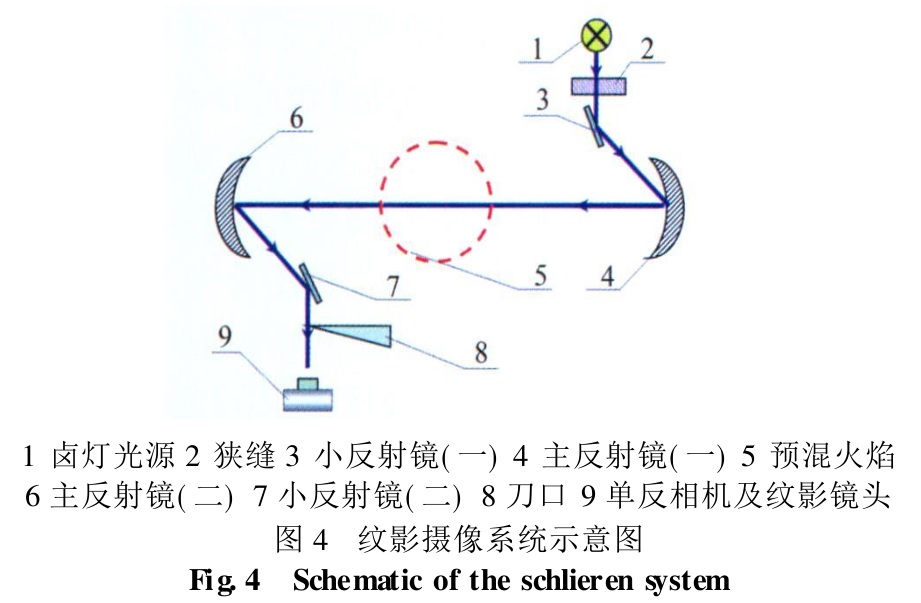 1
2
3
6
5
4
7
8
9
1 卤灯光源 2 狭缝 3 小反射镜(一) 4 主反射镜(一) 5 预混火焰
6 主反射镜(二) 7 小反射镜(二) 8 刀口 9 单反相机及纹影镜头
图 4 纹影摄像系统示意图
Fig. 4 Schematic of the schlieren system